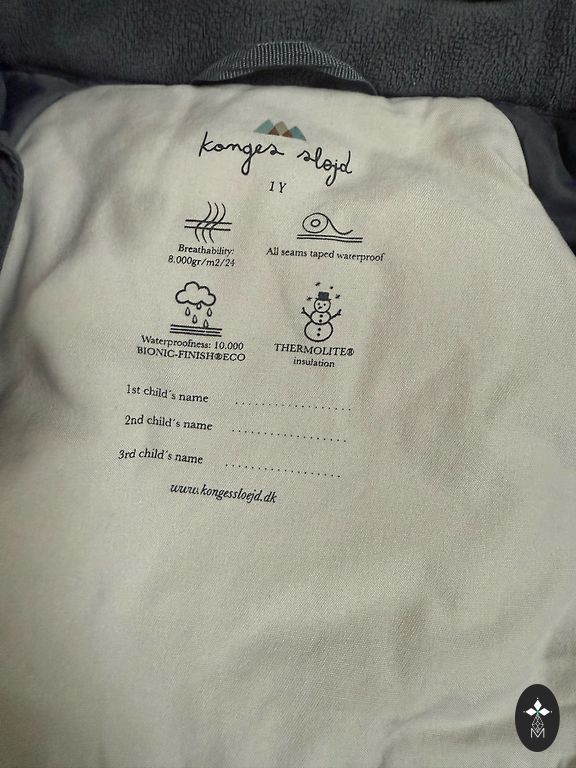 konges sløjd
1 Y
Breathability:
8.000gr/m2/24
All seams taped waterproof
Waterproofness: 10.000
BIONIC-FINISH®ECO
THERMOLITE®
insulation
1st child´s name ....................
2nd child´s name ....................
3rd child´s name ....................
www.kongessloejd.dk
M